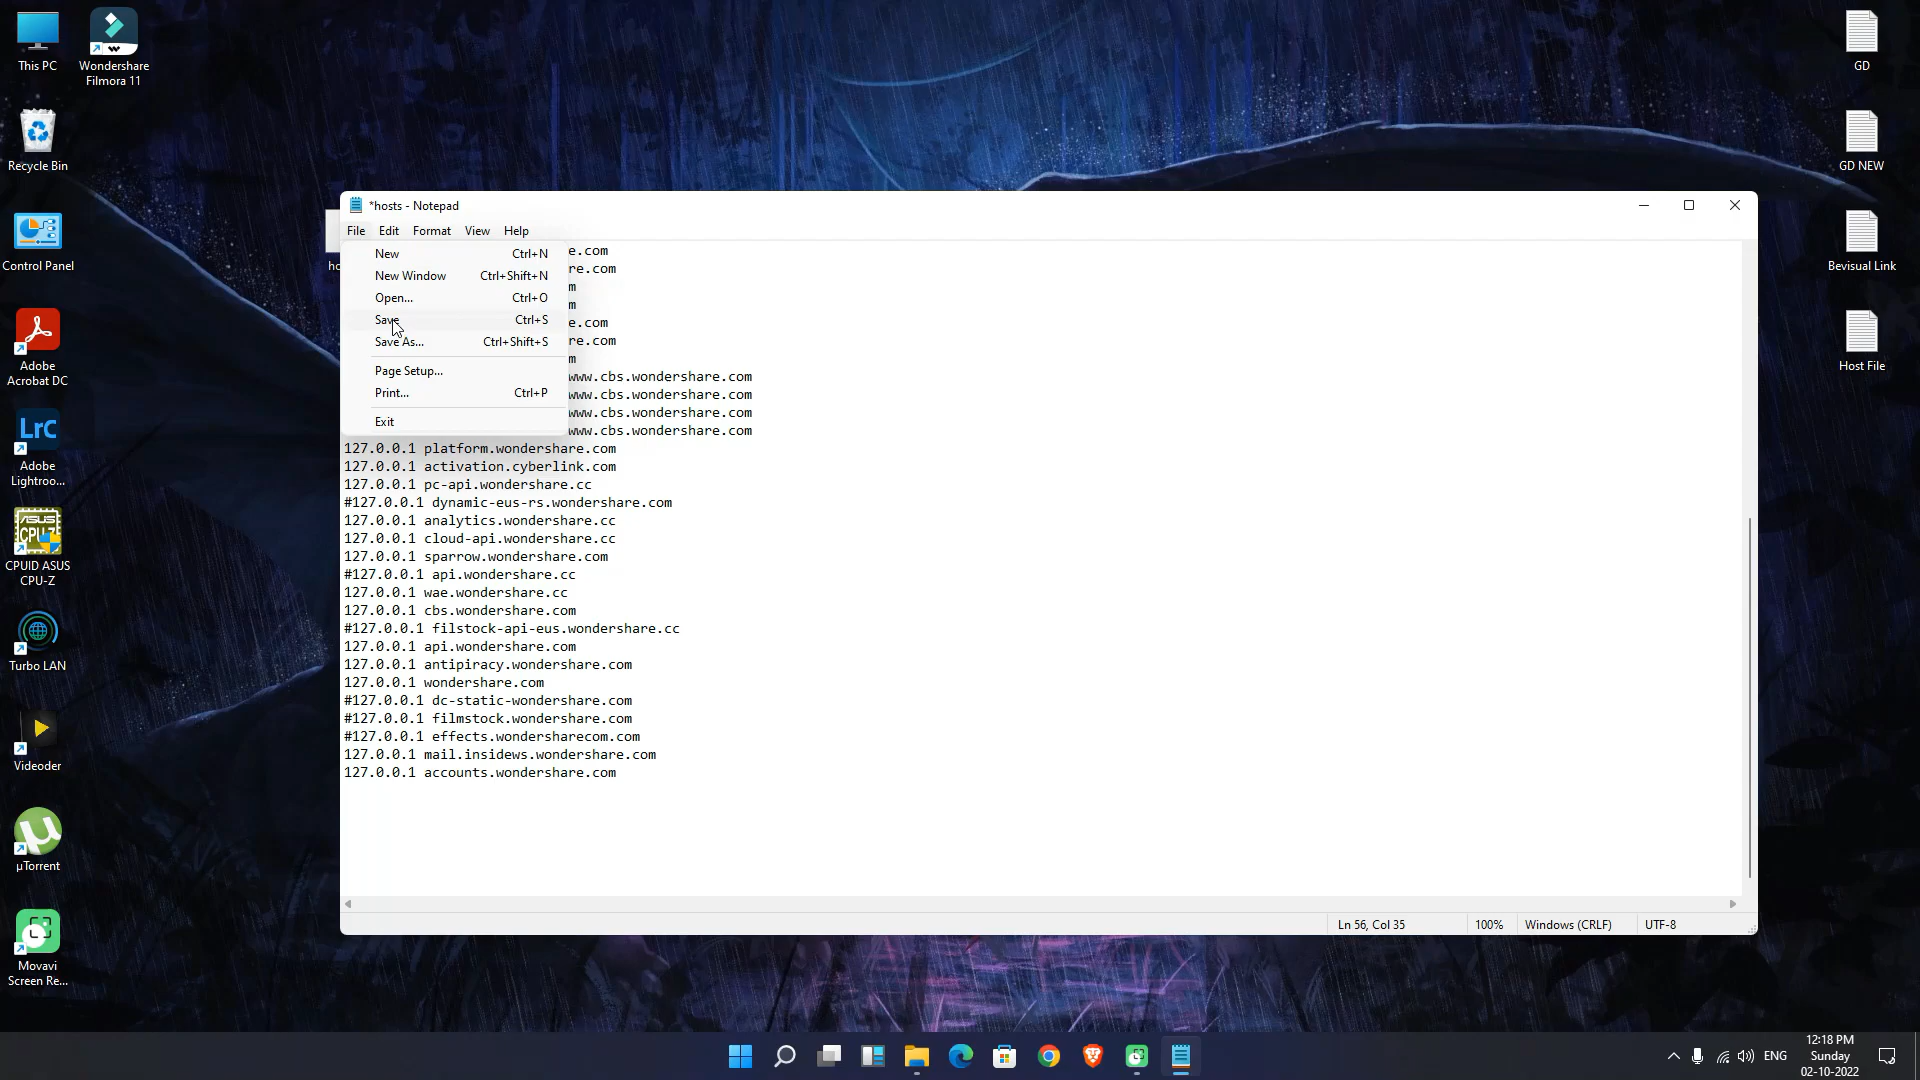 This PC
Wondershare
Filmora 11
Recycle Bin
Control Panel
Adobe
Acrobat DC
LrC
Adobe
Lightroo...
ASUS
CPU-Z
CPUID ASUS
CPU-Z
Turbo LAN
Videoder
µTorrent
Movavi
Screen Re...
GD
GD NEW
Bevisual Link
Host File
*hosts - Notepad
File Edit Format View Help
New Ctrl+N
New Window Ctrl+Shift+N
Open... Ctrl+O
Save Ctrl+S
Save As... Ctrl+Shift+S
Page Setup...
Print... Ctrl+P
Exit
e.com
re.com
m
m
e.com
re.com
m
www.cbs.wondershare.com
www.cbs.wondershare.com
www.cbs.wondershare.com
www.cbs.wondershare.com
127.0.0.1 platform.wondershare.com
127.0.0.1 activation.cyberlink.com
127.0.0.1 pc-api.wondershare.cc
#127.0.0.1 dynamic-eus-rs.wondershare.com
127.0.0.1 analytics.wondershare.cc
127.0.0.1 cloud-api.wondershare.cc
127.0.0.1 sparrow.wondershare.com
#127.0.0.1 api.wondershare.cc
127.0.0.1 wae.wondershare.cc
127.0.0.1 cbs.wondershare.com
#127.0.0.1 filstock-api-eus.wondershare.cc
127.0.0.1 api.wondershare.com
127.0.0.1 antipiracy.wondershare.com
127.0.0.1 wondershare.com
#127.0.0.1 dc-static-wondershare.com
#127.0.0.1 filmstock.wondershare.com
#127.0.0.1 effects.wondersharecom.com
127.0.0.1 mail.insidews.wondershare.com
127.0.0.1 accounts.wondershare.com
Ln 56, Col 35 100% Windows (CRLF) UTF-8
ho
ENG
12:18 PM
Sunday
02-10-2022